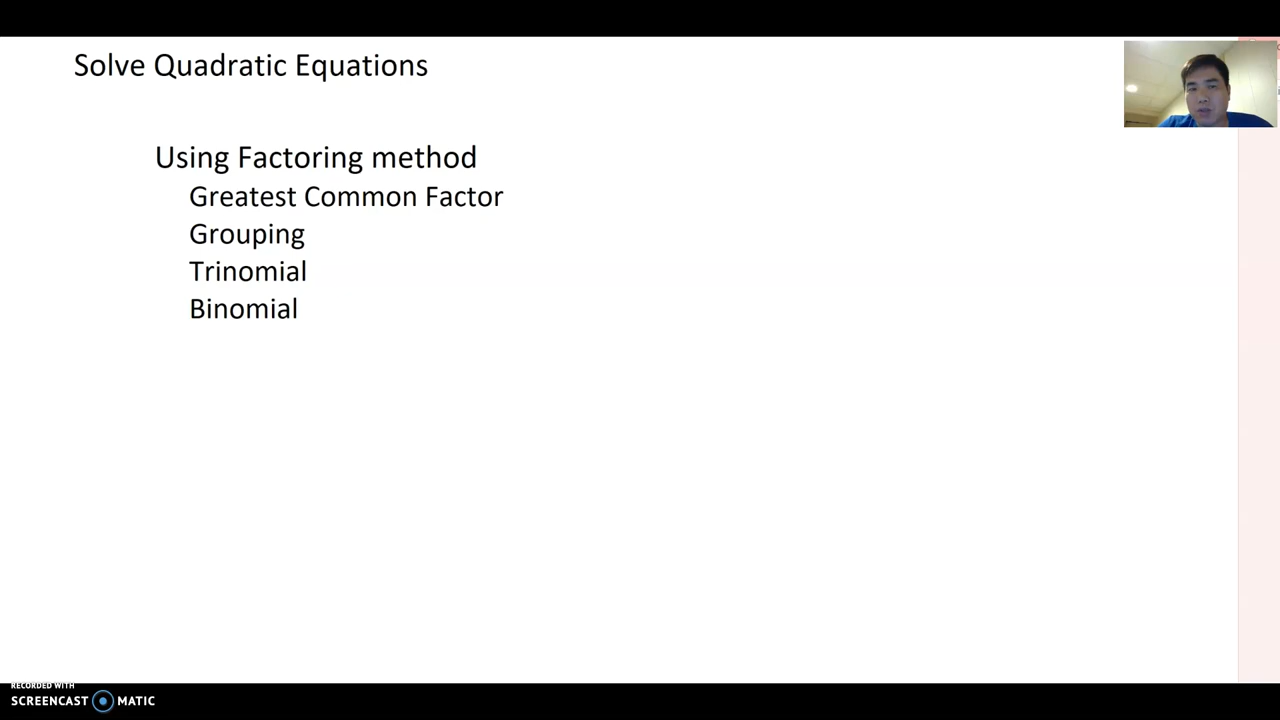 Solve Quadratic Equations
Using Factoring method
Greatest Common Factor
Grouping
Trinomial
Binomial
RECORDED WITH
SCREENCAST MATIC